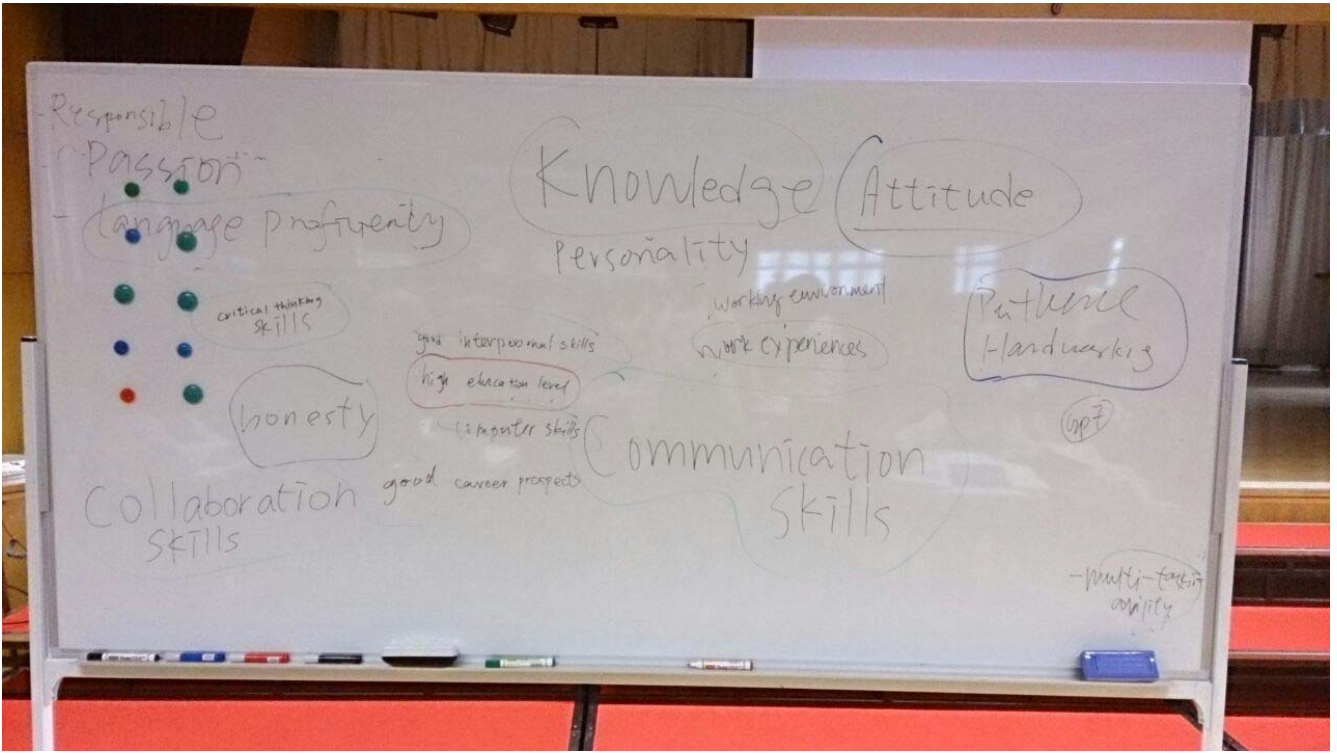 - Responsible
- Passion
- language proficiency
Knowledge
Attitude
Personality
critical thinking
skills
good interpersonal skills
high education level
computer skills
working environment
work experiences
Patience
Hardworking
Gp7
honesty
Communication
skills
Collaboration
skills
good career prospects
- multi-tasking
ability